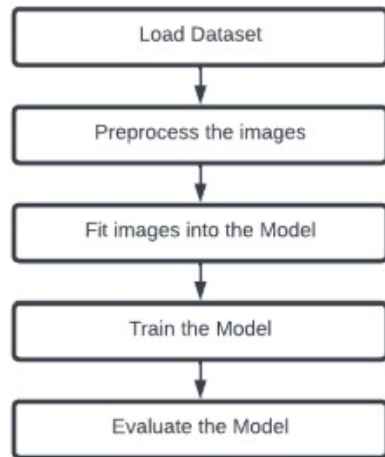 Load Dataset
Preprocess the images
Fit images into the Model
Train the Model
Evaluate the Model